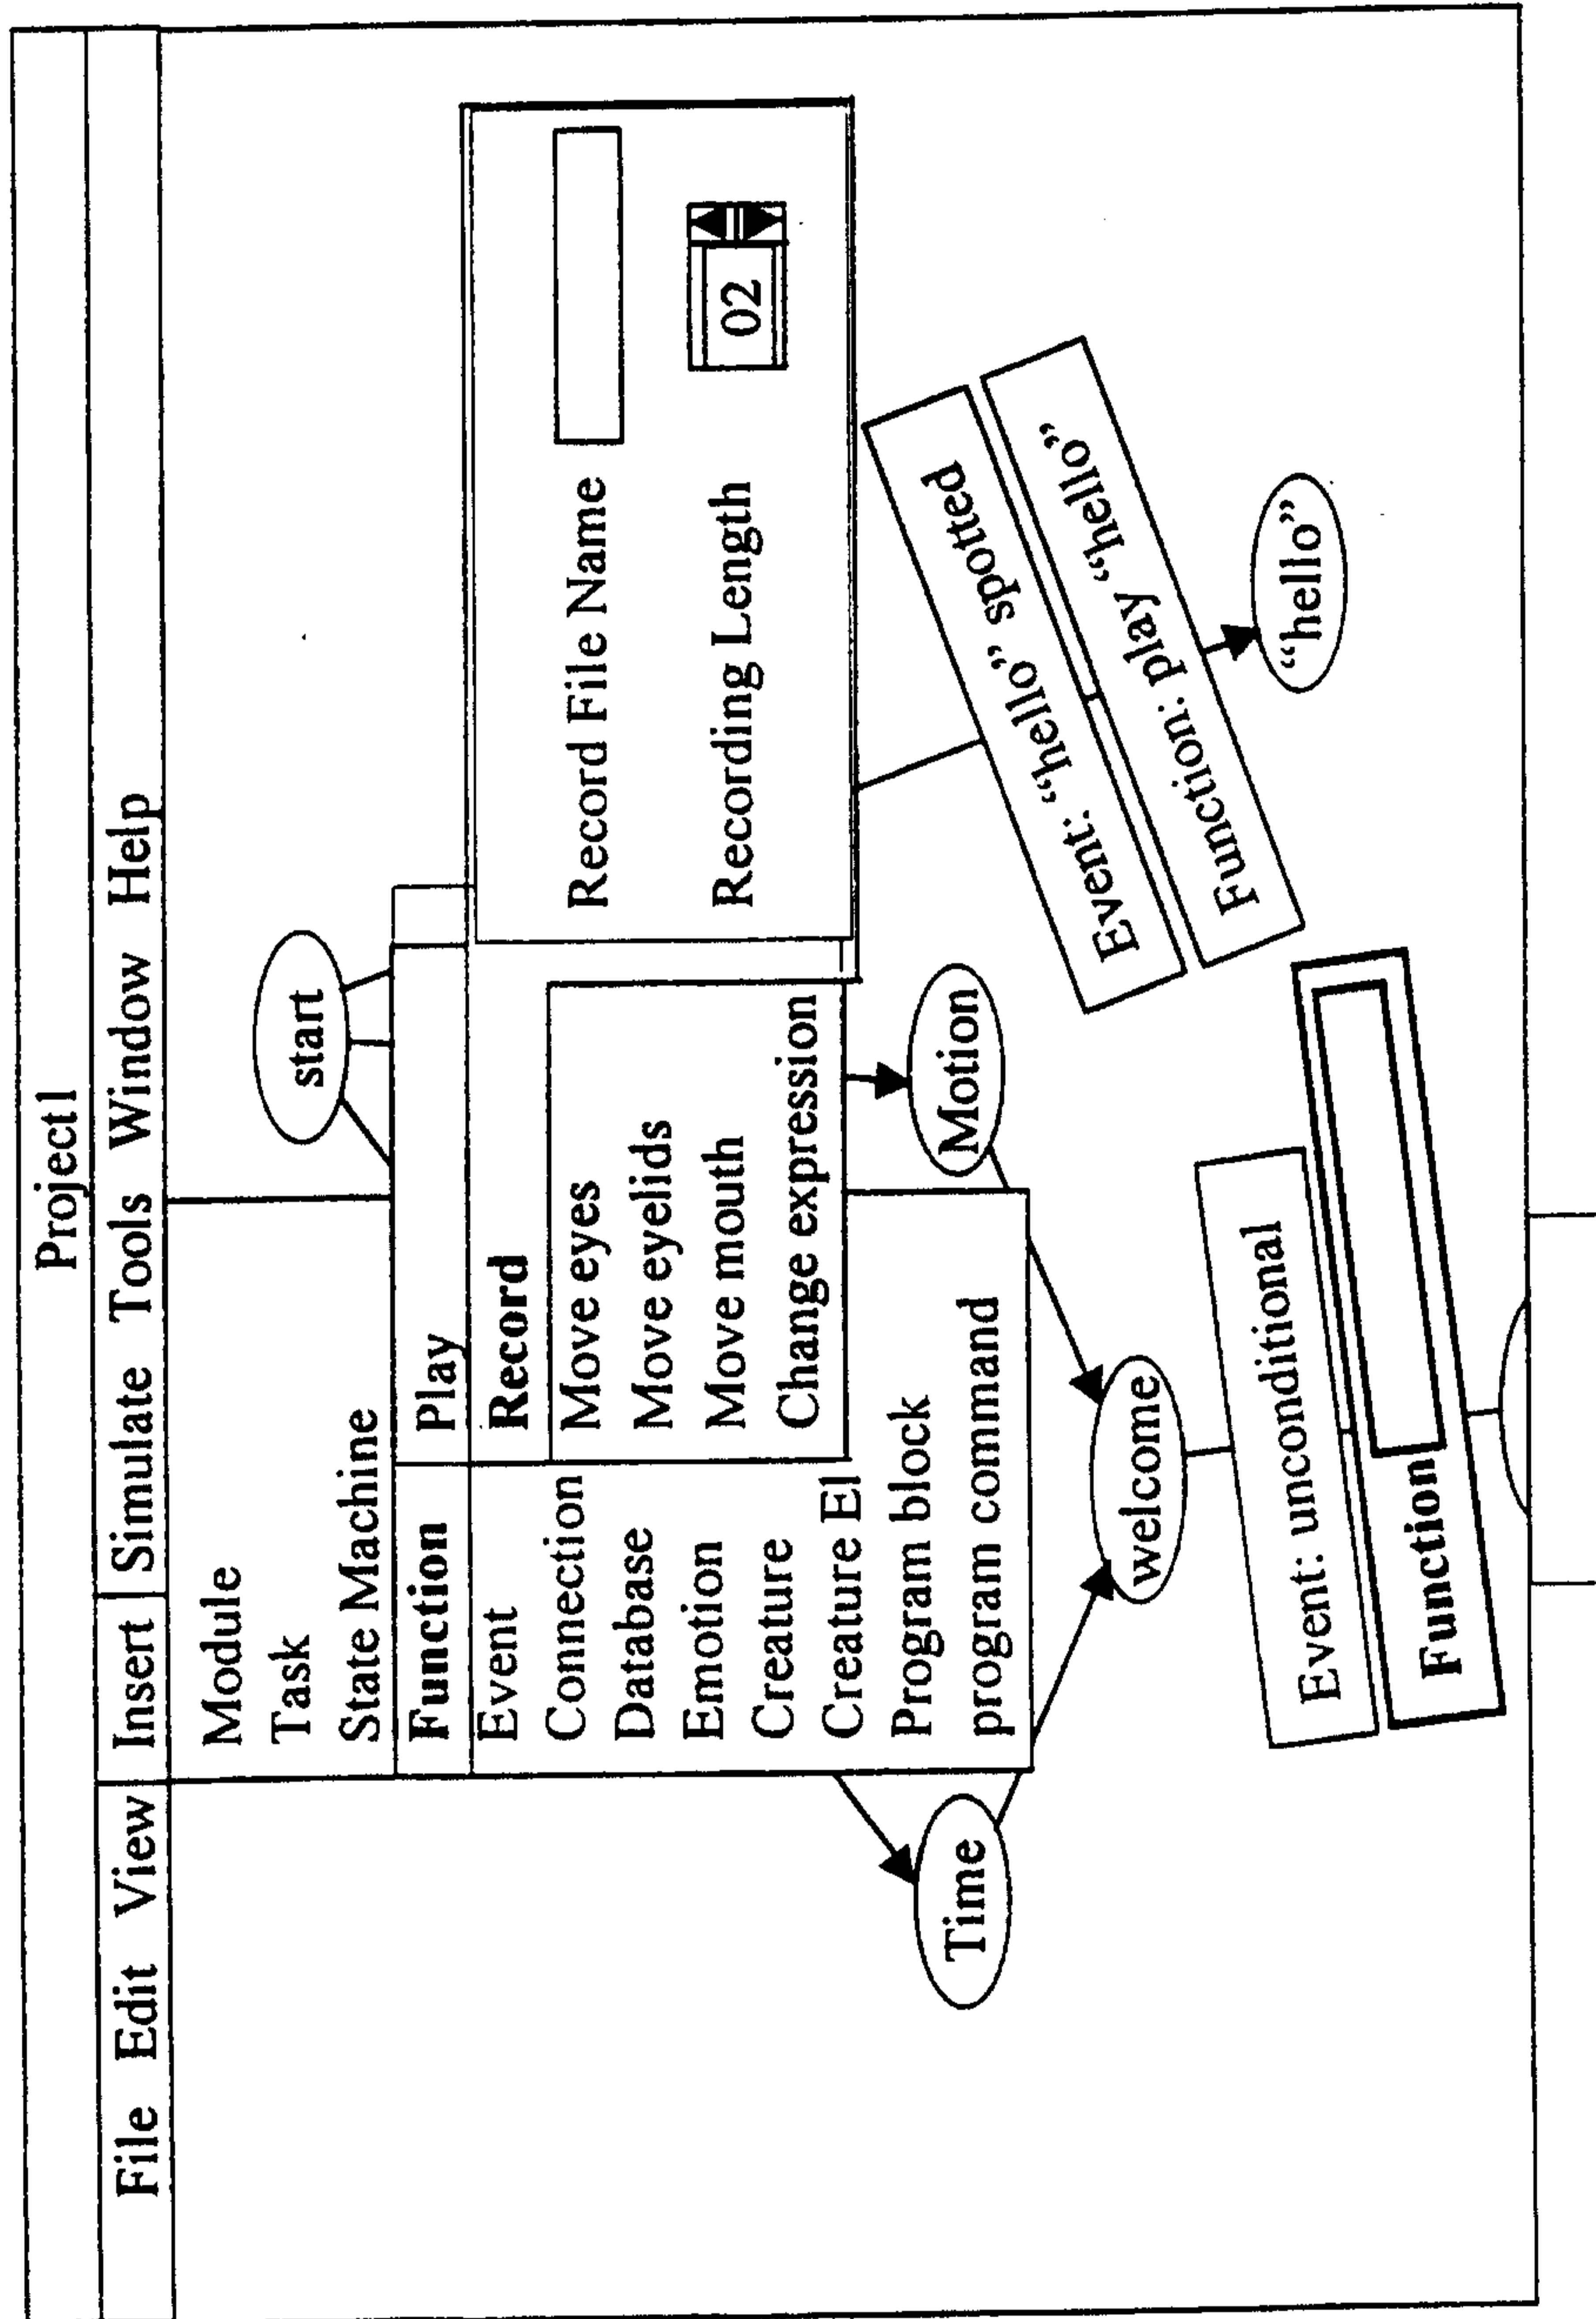 Project1
File Edit View Insert Simulate Tools Window Help
start
Module
Task
State Machine
Function
Event
Connection
Database
Emotion
Creature
Creature El
Program block
program command
Play
Record
Move eyes
Move eyelids
Move mouth
Change expression
Record File Name
Recording Length
02
Time
Motion
welcome
Event: “hello” spotted
Function: play “hello”
“hello”
Event: unconditional
Function